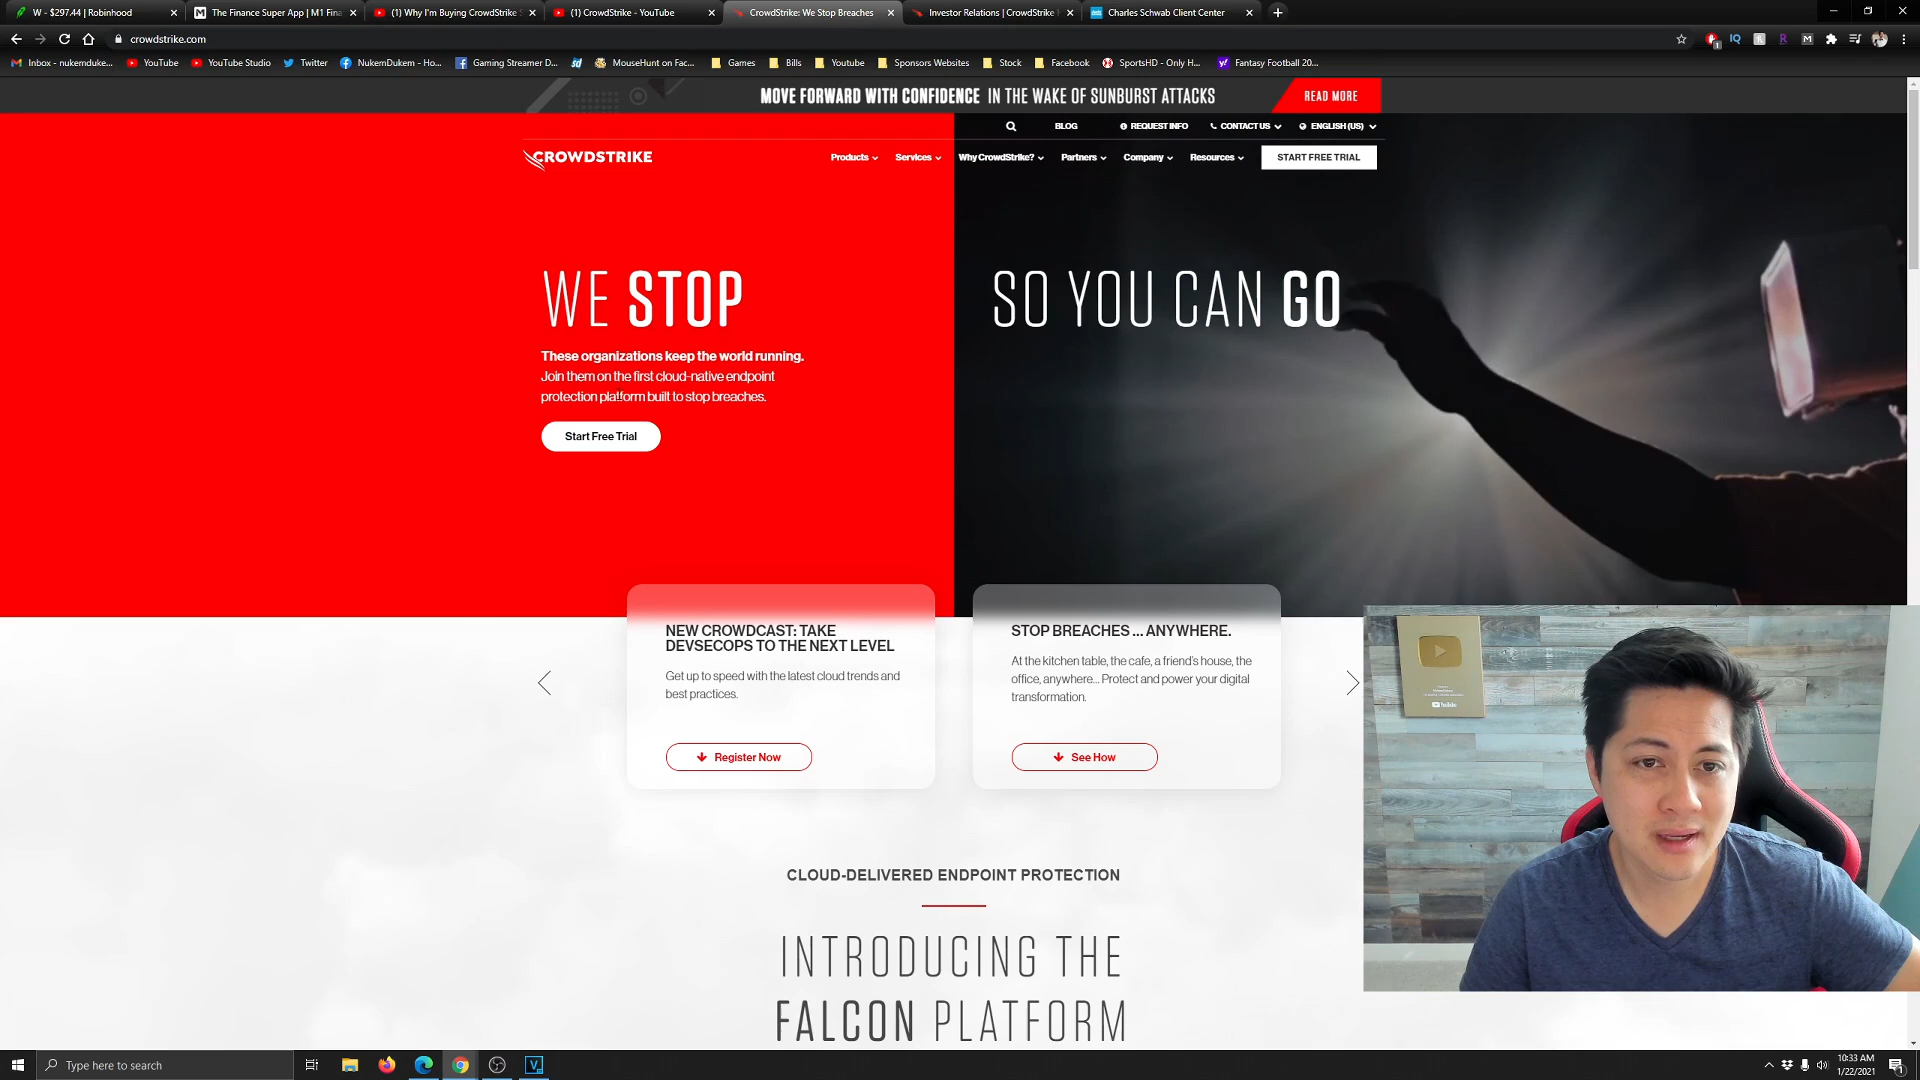 W - $297.44 | Robinhood
The Finance Super App | M1 Fina
(1) Why I'm Buying CrowdStrike S
(1) CrowdStrike - YouTube
CrowdStrike: We Stop Breaches
Investor Relations | CrowdStrike H
Charles Schwab Client Center
crowdstrike.com
Inbox - nukemduke...
YouTube
YouTube Studio
Twitter
NukemDukem - Ho...
Gaming Streamer D...
MouseHunt on Fac...
Games
Bills
Youtube
Sponsors Websites
Stock
Facebook
SportsHD - Only H...
Fantasy Football 20...
MOVE FORWARD WITH CONFIDENCE IN THE WAKE OF SUNBURST ATTACKS
READ MORE
BLOG
REQUEST INFO
CONTACT US
ENGLISH (US)
CROWDSTRIKE
Products
Services
Why CrowdStrike?
Partners
Company
Resources
START FREE TRIAL
WE STOP
SO YOU CAN GO
These organizations keep the world running.
Join them on the first cloud-native endpoint
protection platform built to stop breaches.
Start Free Trial
NEW CROWDCAST: TAKE
DEVSECOPS TO THE NEXT LEVEL
Get up to speed with the latest cloud trends and
best practices.
Register Now
STOP BREACHES ... ANYWHERE.
At the kitchen table, the cafe, a friend's house, the
office, anywhere... Protect and power your digital
transformation.
See How
YouTube
CLOUD-DELIVERED ENDPOINT PROTECTION
INTRODUCING THE
FALCON PLATFORM
Type here to search
10:33 AM
1/22/2021